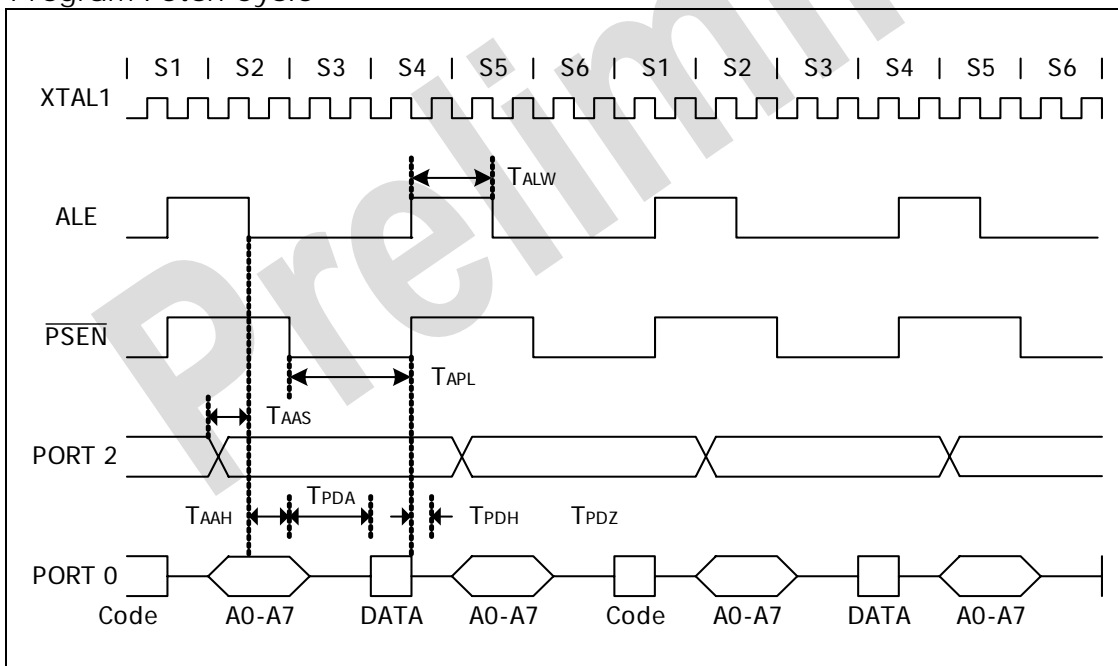 Program Fetch Cycle
| S1 | S2 | S3 | S4 | S5 | S6 | S1 | S2 | S3 | S4 | S5 | S6 |
XTAL1
TALW
ALE
PSEN
TAPL
TAAS
PORT 2
TAAH TPDA TPDH TPDZ
PORT 0
Code A0-A7 DATA A0-A7 Code A0-A7 DATA A0-A7
Prelimi